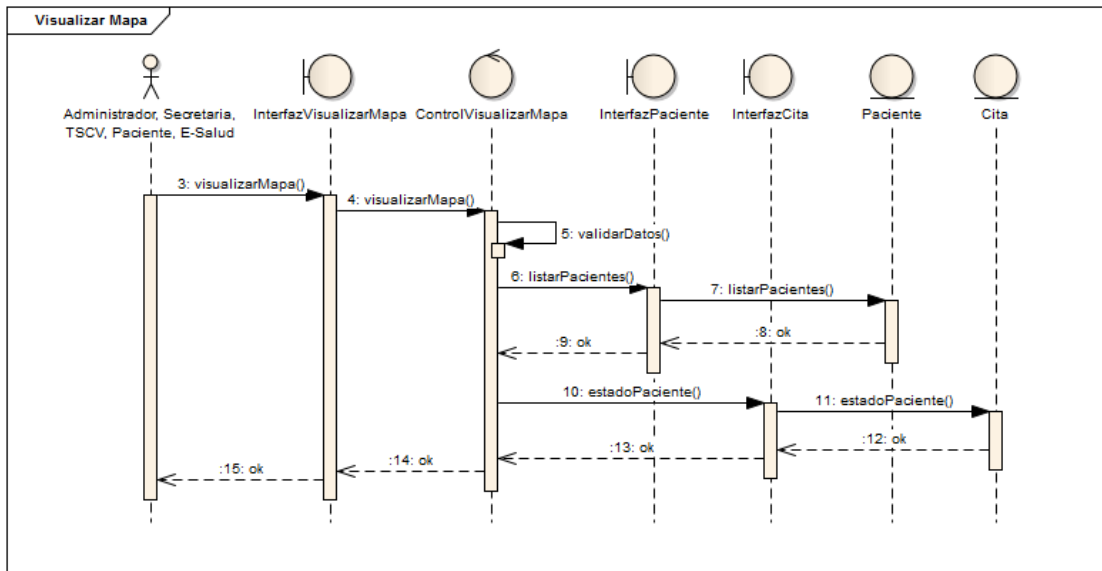 Visualizar Mapa
Administrador, Secretaria,
TSCV, Paciente, E-Salud
InterfazVisualizarMapa
ControlVisualizarMapa
InterfazPaciente
InterfazCita
Paciente
Cita
3: visualizarMapa()
4: visualizarMapa()
5: validarDatos()
6: listarPacientes()
7: listarPacientes()
:8: ok
:9: ok
10: estadoPaciente()
11: estadoPaciente()
:12: ok
:13: ok
:14: ok
:15: ok